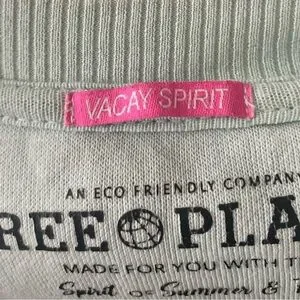 VACAY SPIRIT
AN ECO FRIENDLY COMPANY
REE PLA
MADE FOR YOU WITH T
Spirit of Summer &